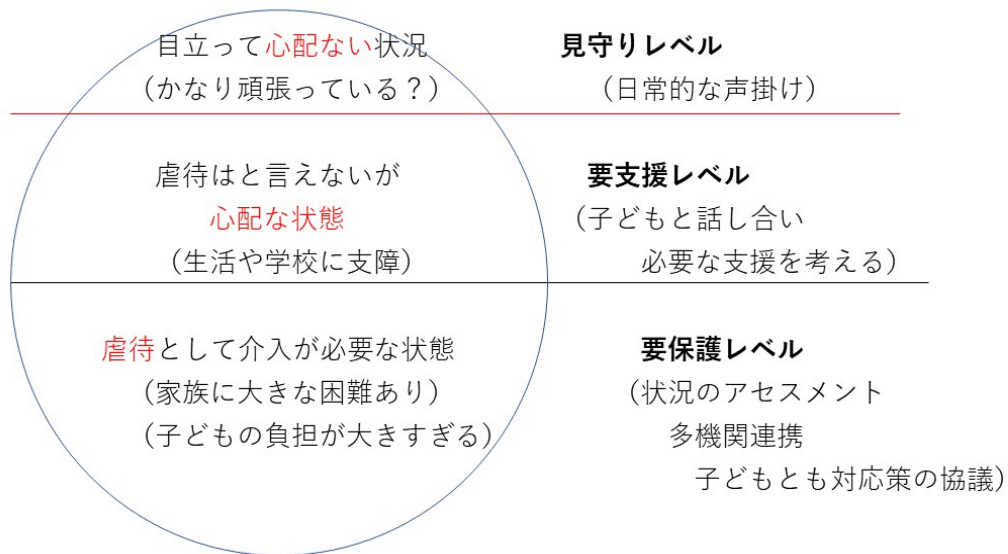 目立って心配ない状況
（かなり頑張っている？）
見守りレベル
（日常的な声掛け）
虐待はと言えないが
心配な状態
（生活や学校に支障）
要支援レベル
（子どもと話し合い
必要な支援を考える）
虐待として介入が必要な状態
（家族に大きな困難あり）
（子どもの負担が大きすぎる）
要保護レベル
（状況のアセスメント
多機関連携
子どもとも対応策の協議）